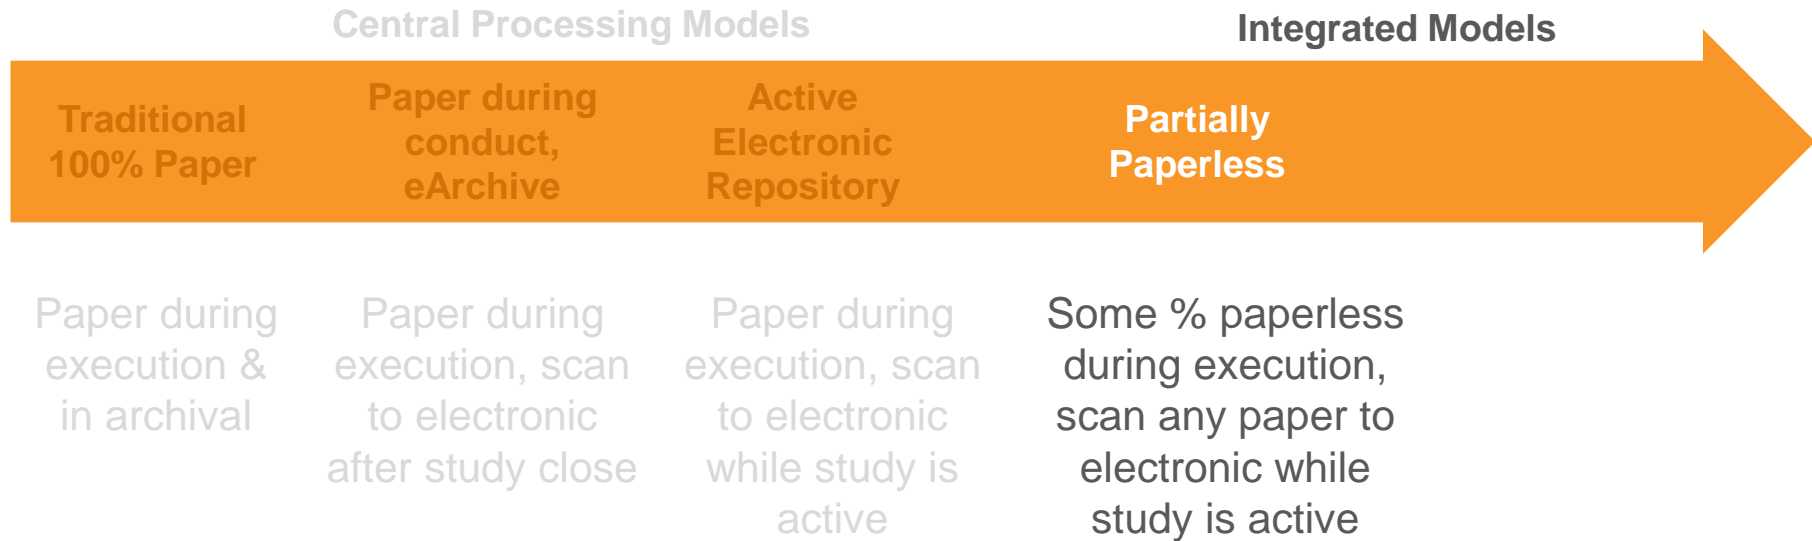 Central Processing Models
Integrated Models
Traditional
100% Paper
Paper during
conduct,
eArchive
Active
Electronic
Repository
Partially
Paperless
Paper during
execution &
in archival
Paper during
execution, scan
to electronic
after study close
Paper during
execution, scan
to electronic
while study is
active
Some % paperless
during execution,
scan any paper to
electronic while
study is active